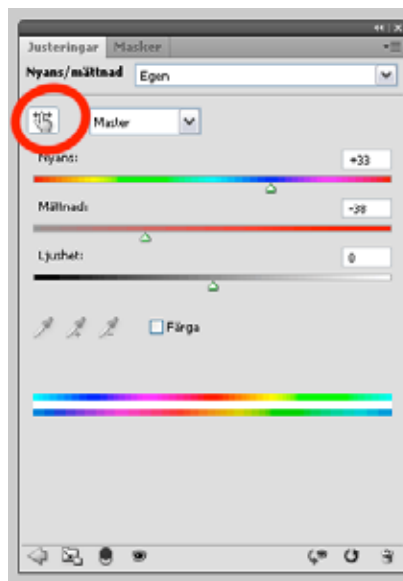 Justeringar Masker
Nyans/mättnad Egen
Master
Nyans: +33
Mättnad: -38
Ljushet: 0
Färga